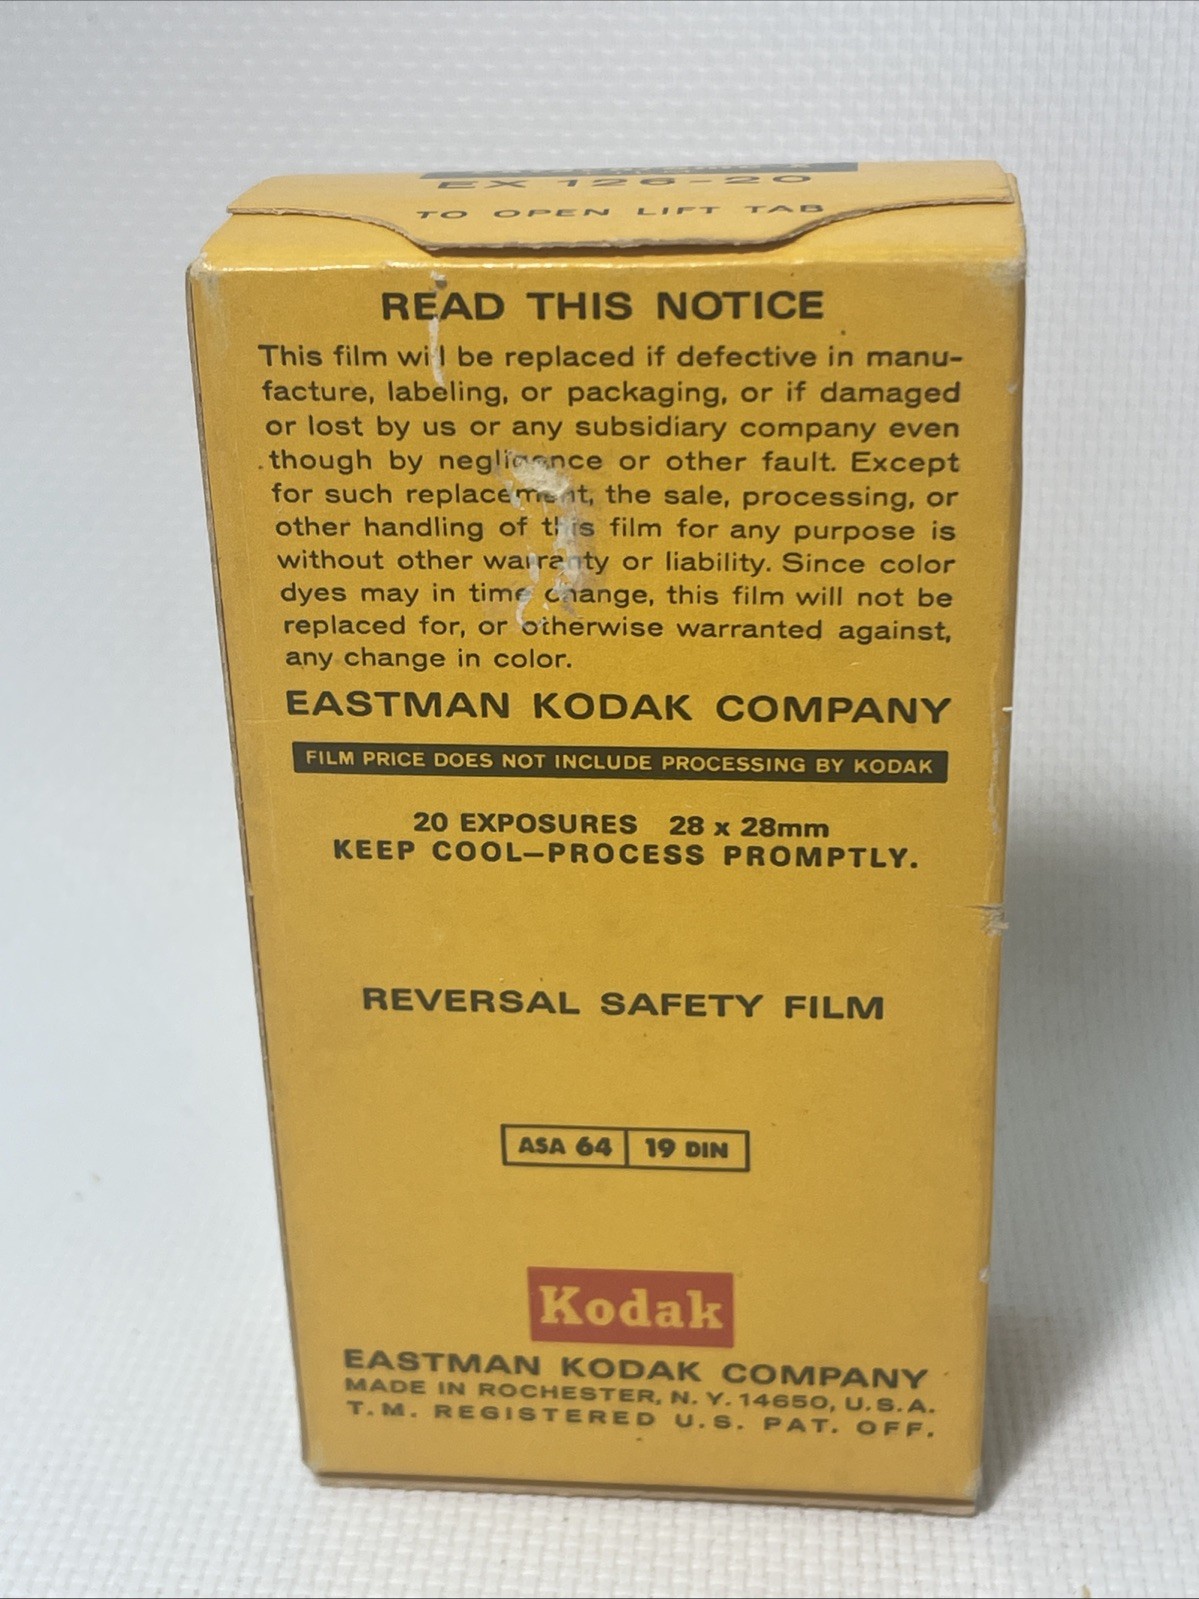 EX 126-20
TO OPEN LIFT TAB
READ THIS NOTICE
This film will be replaced if defective in manu-
facture, labeling, or packaging, or if damaged
or lost by us or any subsidiary company even
though by negligence or other fault. Except
for such replacement, the sale, processing, or
other handling of this film for any purpose is
without other warranty or liability. Since color
dyes may in time change, this film will not be
replaced for, or otherwise warranted against,
any change in color.
EASTMAN KODAK COMPANY
FILM PRICE DOES NOT INCLUDE PROCESSING BY KODAK
20 EXPOSURES 28 x 28mm
KEEP COOL—PROCESS PROMPTLY.
REVERSAL SAFETY FILM
ASA 64 19 DIN
Kodak
EASTMAN KODAK COMPANY
MADE IN ROCHESTER, N. Y. 14650, U.S.A.
T.M. REGISTERED U.S. PAT. OFF.